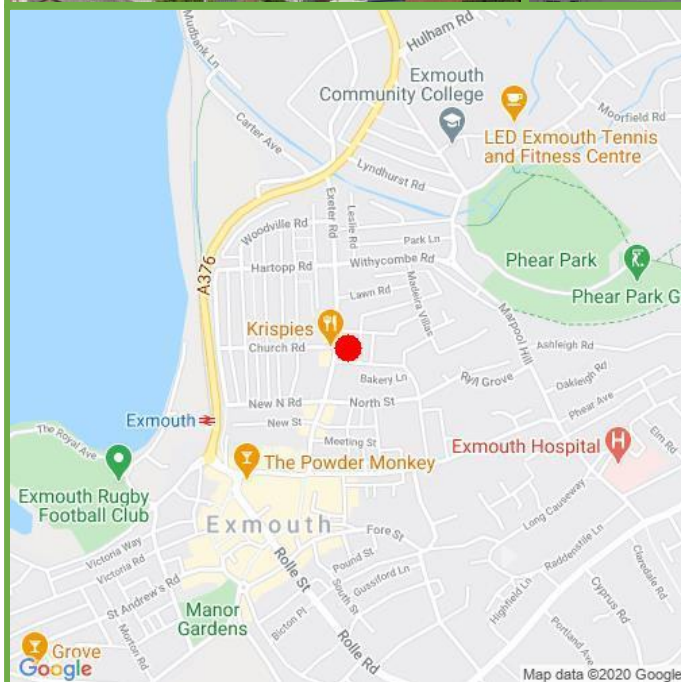 Mudbank Ln
Hulham Rd
Exmouth
Community College
Moorfield Rd
LED Exmouth Tennis
and Fitness Centre
Carter Ave
Lyndhurst Rd
Exeter Rd
Leslie Rd
Woodville Rd
Park Ln
A376
Hartopp Rd
Withycombe Rd
Phear Park
Madeira Villas
Lawn Rd
Phear Park G
Krispies
Marpool Hill
Church Rd
Ashleigh Rd
Bakery Ln
Ryll Grove
Oakleigh Rd
New N Rd
North St
Phear Ave
Exmouth
New St
The Royal Ave
Meeting St
Elm Rd
Exmouth Hospital
H
The Powder Monkey
Exmouth Rugby
Football Club
Long Causeway
Exmouth
Fore St
Raddenstile Ln
Victoria Way
Victoria Rd
Rolle St
Pound St
Claredale Rd
St Andrew's Rd
South St
Gussiford Ln
Highfield Ln
Cyprus Rd
Manor
Gardens
Bicton Pl
Morton Rd
Portland Ave
Rolle Rd
Grove
Google
Map data ©2020 Google